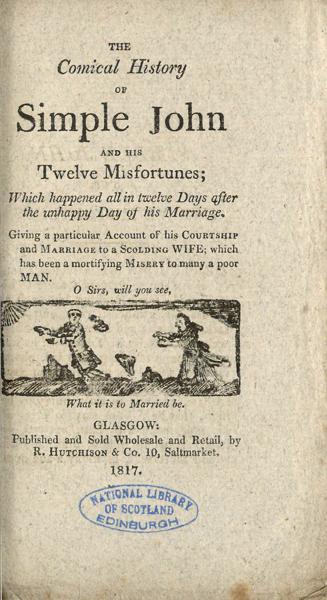 THE
Comical History
OF
Simple John
AND HIS
Twelve Misfortunes;
Which happened all in twelve Days after
the unhappy Day of his Marriage.
Giving a particular Account of his COURTSHIP
and MARRIAGE to a SCOLDING WIFE; which
has been a mortifying MISERY to many a poor
MAN.
O Sirs, will you see,
What it is to Married be.
GLASGOW:
Published and Sold Wholesale and Retail, by
R. HUTCHISON & Co. 10, Saltmarket.
1817.
NATIONAL LIBRARY
OF SCOTLAND
EDINBURGH